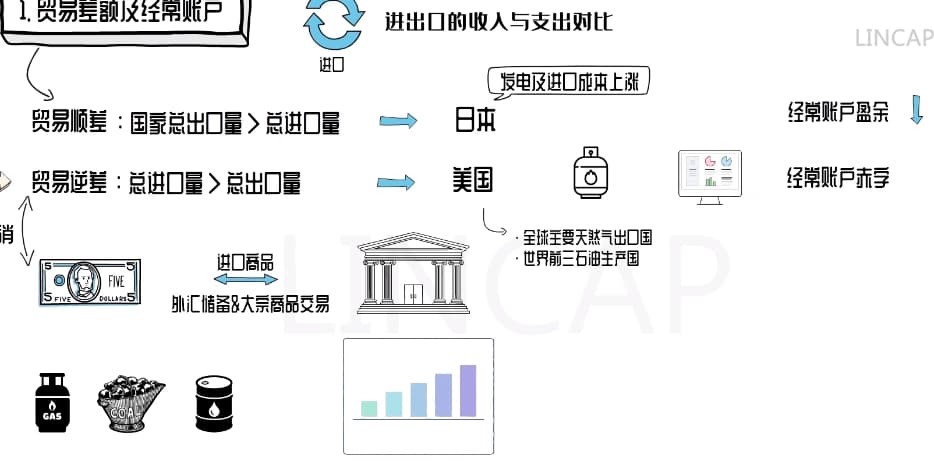 1. 贸易差额及经常账户
进口
进出口的收入与支出对比
LINCAP
发电及进口成本上涨
贸易顺差：国家总出口量＞总进口量
日本
经常账户盈余
贸易逆差：总进口量＞总出口量
美国
经常账户赤字
销
· 全球主要天然气出口国
· 世界前三石油生产国
进口商品
外汇储备&大宗商品交易
5 5
FIVE
5 FIVE DOLLARS 5
LINCAP
GAS
COAL